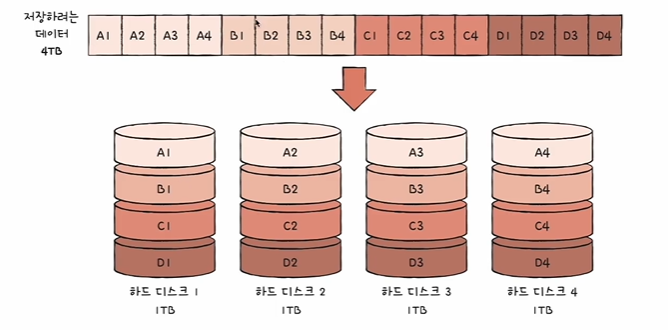 저장하려는
데이터
4TB
A1 A2 A3 A4 B1 B2 B3 B4 C1 C2 C3 C4 D1 D2 D3 D4
A1 A2 A3 A4
B1 B2 B3 B4
C1 C2 C3 C4
D1 D2 D3 D4
하드 디스크 1 하드 디스크 2 하드 디스크 3 하드 디스크 4
1TB 1TB 1TB 1TB